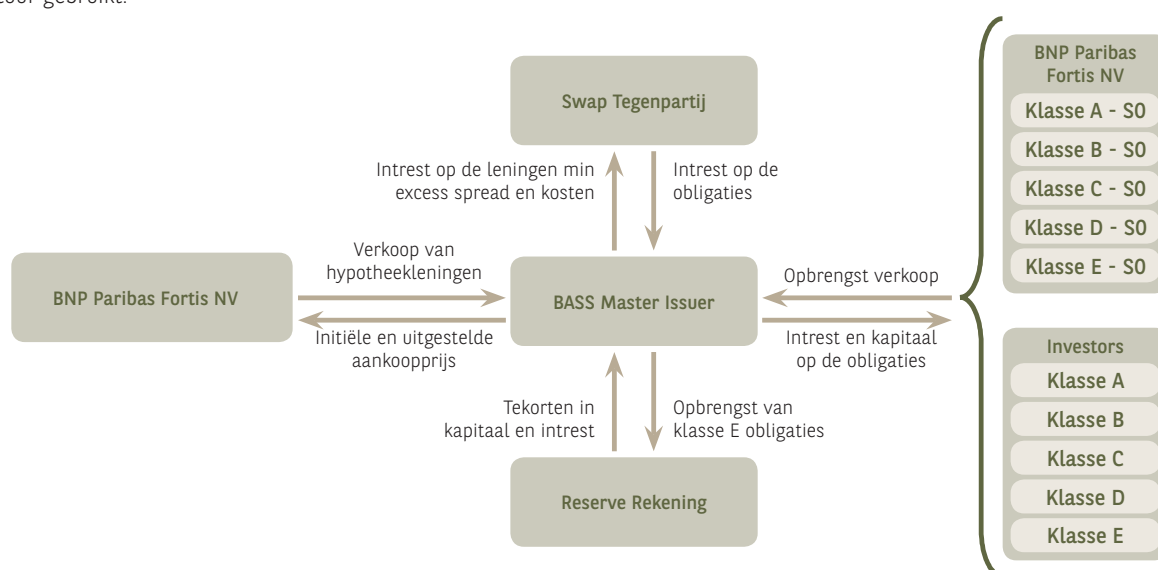 BNP Paribas
Fortis NV
Klasse A - S0
Klasse B - S0
Klasse C - S0
Klasse D - S0
Klasse E - S0
Swap Tegenpartij
Intrest op de leningen min
excess spread en kosten
Intrest op de
obligaties
BNP Paribas Fortis NV
Verkoop van
hypotheekleningen
Initiële en uitgestelde
aankoopprijs
BASS Master Issuer
Opbrengst verkoop
Intrest en kapitaal
op de obligaties
Tekorten in
kapitaal en intrest
Opbrengst van
klasse E obligaties
Reserve Rekening
Investors
Klasse A
Klasse B
Klasse C
Klasse D
Klasse E